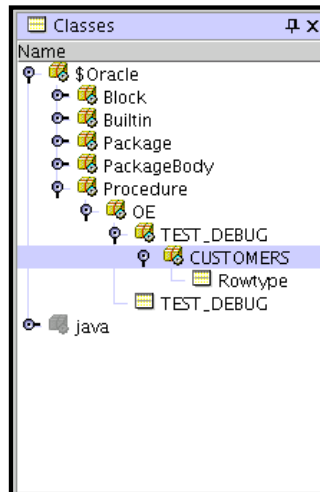 Classes
Name
$Oracle
Block
Builtin
Package
PackageBody
Procedure
OE
TEST_DEBUG
CUSTOMERS
Rowtype
TEST_DEBUG
java